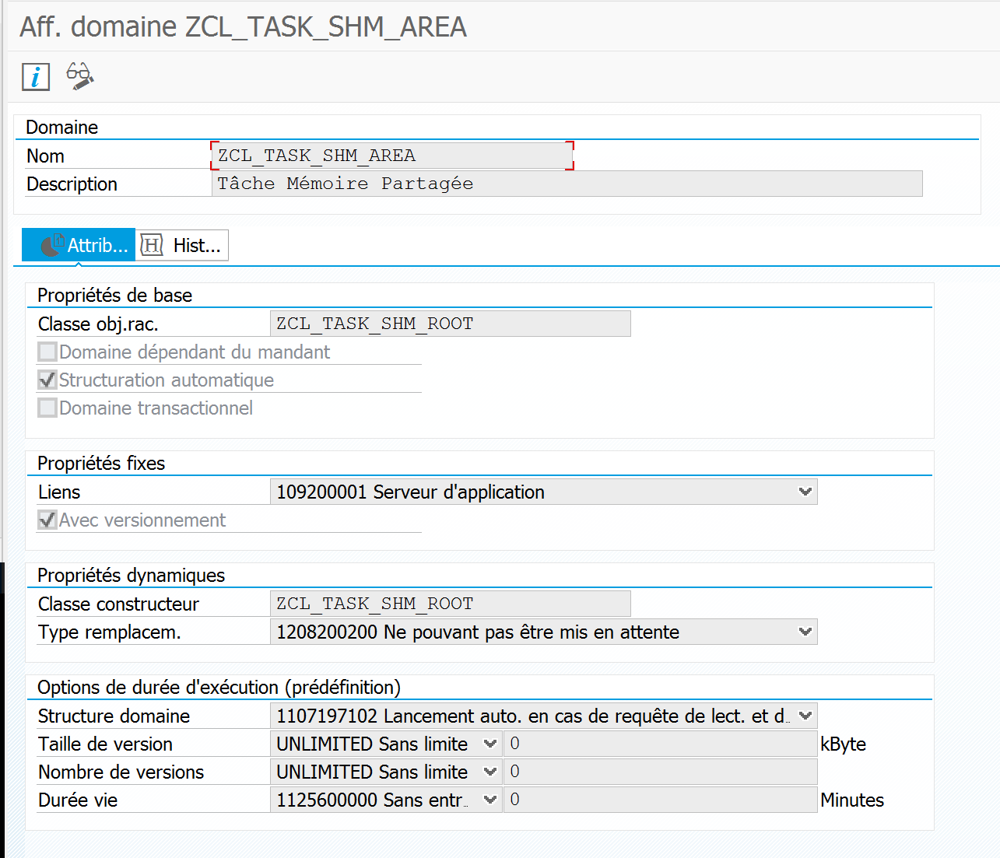 Aff. domaine ZCL_TASK_SHM_AREA
i
Domaine
Nom ZCL_TASK_SHM_AREA
Description Tâche Mémoire Partagée
Attrib... H Hist...
Propriétés de base
Classe obj.rac. ZCL_TASK_SHM_ROOT
Domaine dépendant du mandant
Structuration automatique
Domaine transactionnel
Propriétés fixes
Liens 109200001 Serveur d'application
Avec versionnement
Propriétés dynamiques
Classe constructeur ZCL_TASK_SHM_ROOT
Type remplacem. 1208200200 Ne pouvant pas être mis en attente
Options de durée d'exécution (prédéfinition)
Structure domaine 1107197102 Lancement auto. en cas de requête de lect. et d...
Taille de version UNLIMITED Sans limite 0 kByte
Nombre de versions UNLIMITED Sans limite 0
Durée vie 1125600000 Sans entr... 0 Minutes